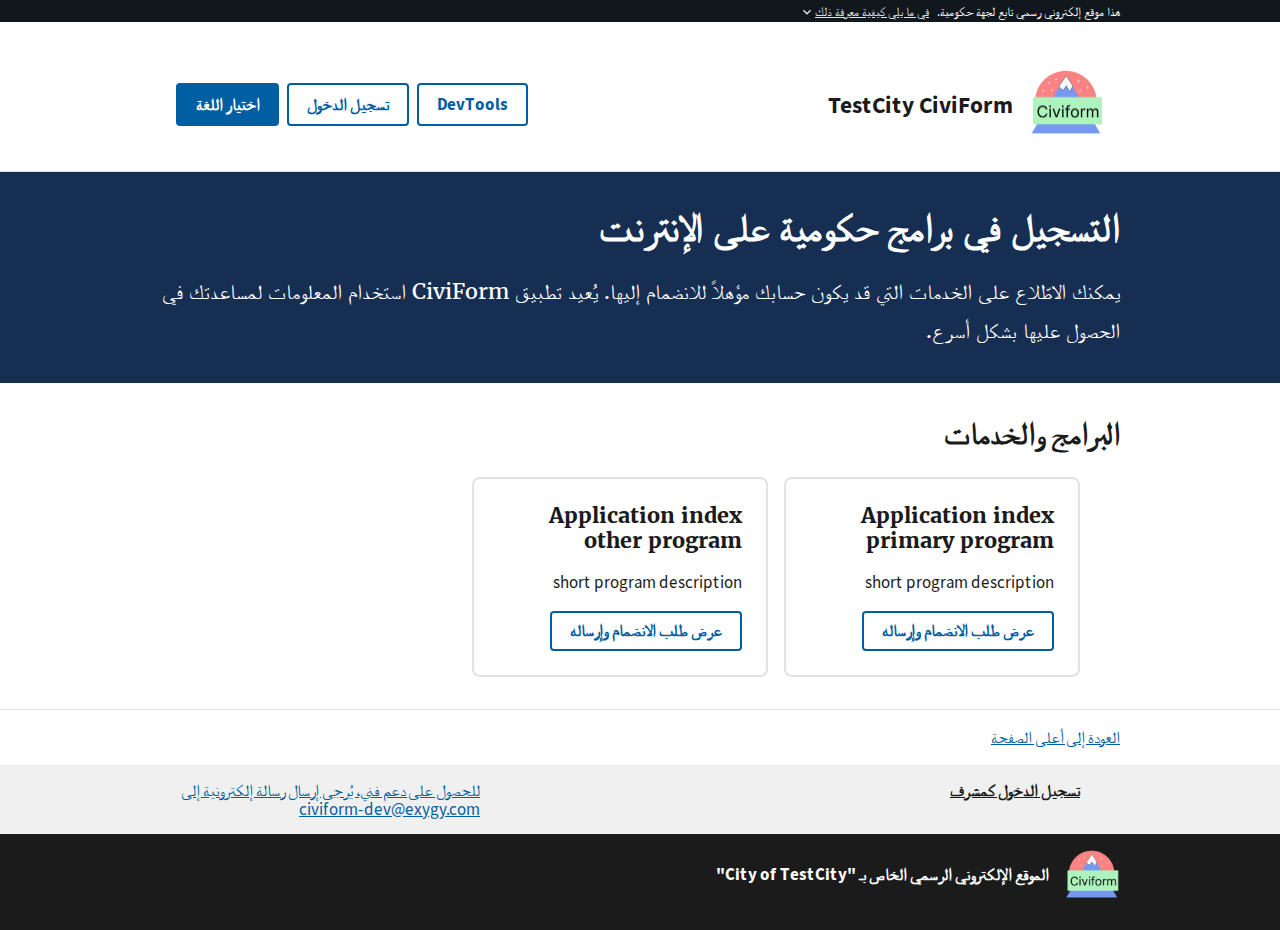 هذا موقع إلكتروني رسمي تابع لجهة حكومية. في ما يلي كيفية معرفة ذلك
Civiform
TestCity CiviForm
DevTools
تسجيل الدخول
اختيار اللغة
التسجيل في برامج حكومية على الإنترنت
يمكنك الاطّلاع على الخدمات التي قد يكون حسابك مؤهلاً للانضمام إليها. يُعيد تطبيق CiviForm استخدام المعلومات لمساعدتك في
الحصول عليها بشكل أسرع.
البرامج والخدمات
Application index
primary program
short program description
عرض طلب الانضمام وإرساله
Application index
other program
short program description
عرض طلب الانضمام وإرساله
العودة إلى أعلى الصفحة
تسجيل الدخول كمشرف
للحصول على دعم فني، يُرجى إرسال رسالة إلكترونية إلى
civiform-dev@exygy.com
Civiform
الموقع الإلكتروني الرسمي الخاص بـ "City of TestCity"